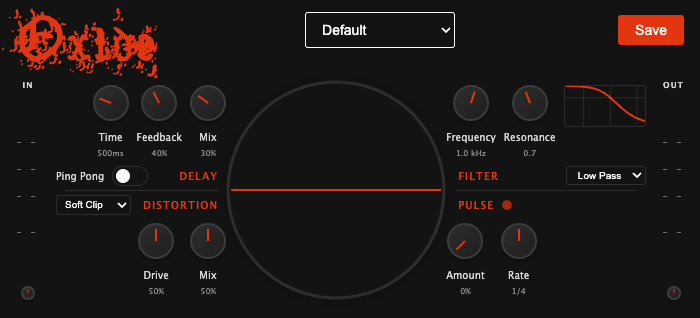 Oxide
Default
Save
IN
OUT
Time
Feedback
Mix
500ms
40%
30%
Frequency
Resonance
1.0 kHz
0.7
Ping Pong
DELAY
FILTER
Low Pass
Soft Clip
DISTORTION
PULSE
Drive
Mix
50%
50%
Amount
Rate
0%
1/4